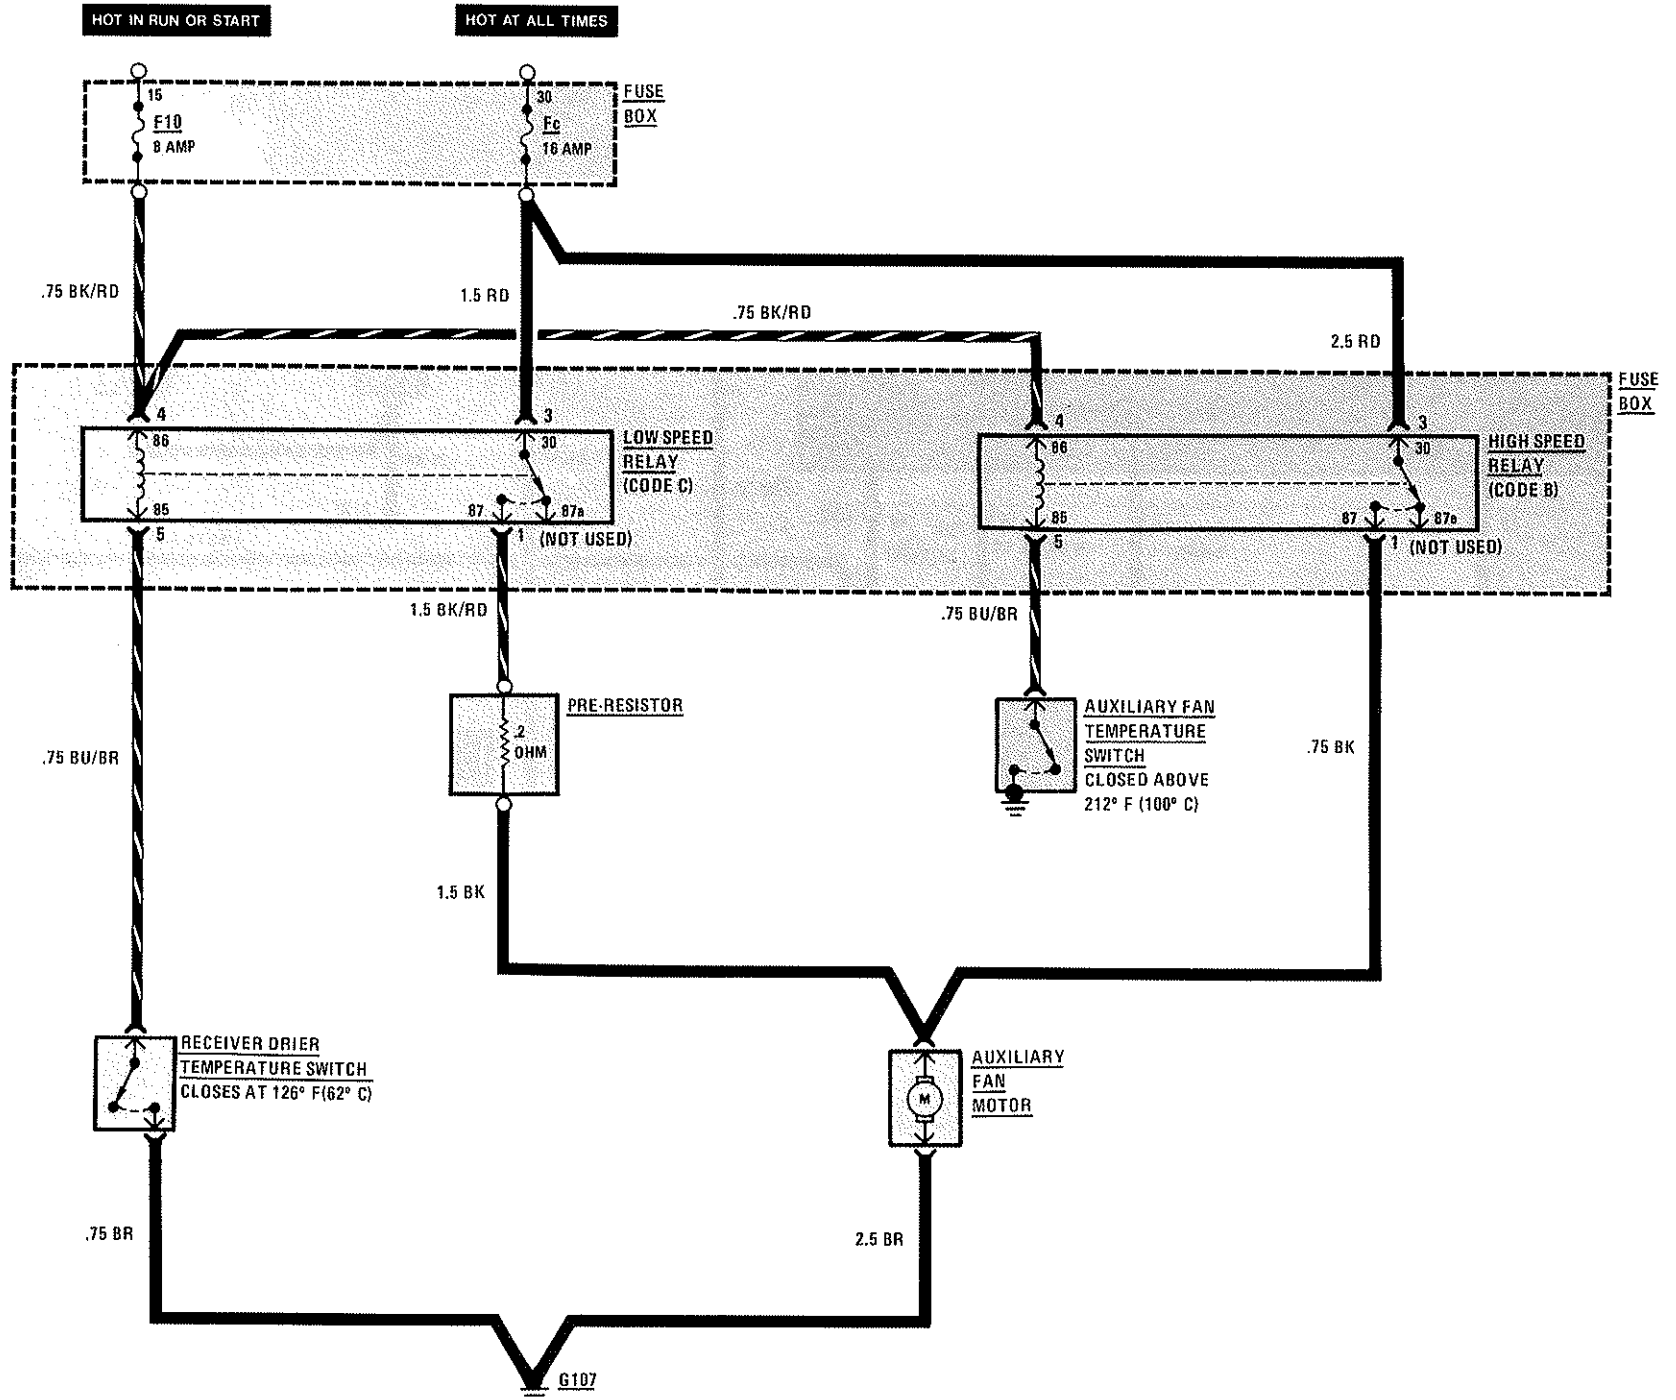 HOT IN RUN OR START
HOT AT ALL TIMES
15
F10
8 AMP
30
Fc
16 AMP
FUSE
BOX
.75 BK/RD
1.5 RD
.75 BK/RD
2.5 RD
FUSE
BOX
4
86
85
5
3
30
87
87a
1
(NOT USED)
LOW SPEED
RELAY
(CODE C)
4
86
85
5
3
30
87
87a
1
(NOT USED)
HIGH SPEED
RELAY
(CODE B)
1.5 BK/RD
.75 BU/BR
PRE-RESISTOR
.2
OHM
AUXILIARY FAN
TEMPERATURE
SWITCH
CLOSED ABOVE
212° F (100° C)
.75 BU/BR
.75 BK
1.5 BK
RECEIVER DRIER
TEMPERATURE SWITCH
CLOSES AT 126° F(62° C)
M
AUXILIARY
FAN
MOTOR
.75 BR
2.5 BR
G107